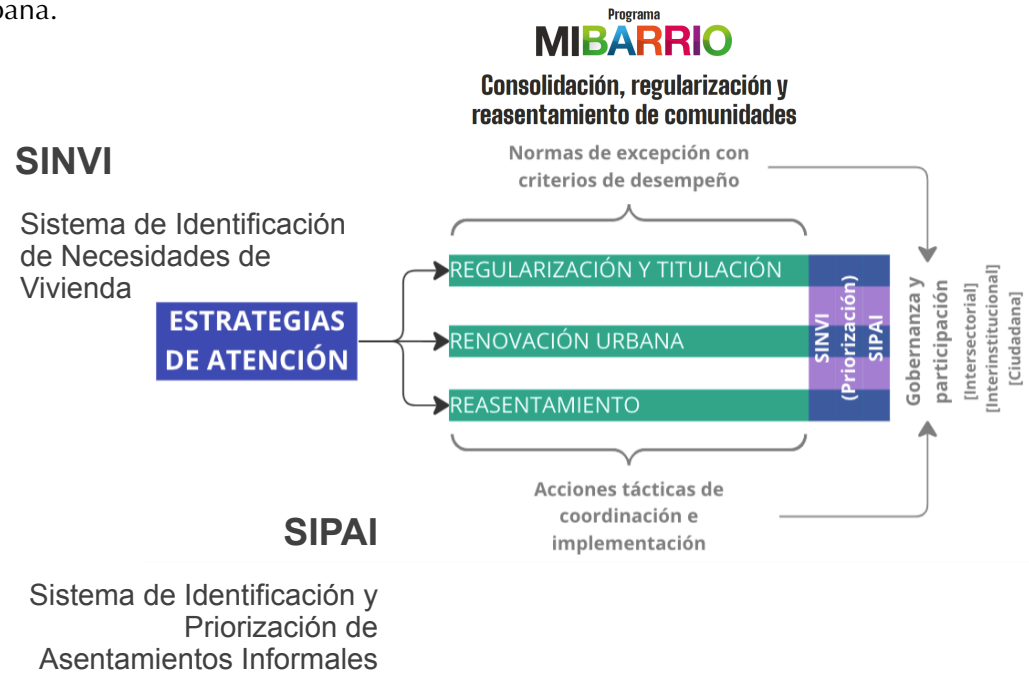 bana.
Programa
MIBARRIO
Consolidación, regularización y
reasentamiento de comunidades
SINVI
Sistema de Identificación
de Necesidades de
Vivienda
Normas de excepción con
criterios de desempeño
ESTRATEGIAS
DE ATENCIÓN
REGULARIZACIÓN Y TITULACIÓN
RENOVACIÓN URBANA
REASENTAMIENTO
SINVI
(Priorización)
SIPAI
Gobernanza y
participación
[Intersectorial]
[Interinstitucional]
[Ciudadana]
Acciones tácticas de
coordinación e
implementación
SIPAI
Sistema de Identificación y
Priorización de
Asentamientos Informales